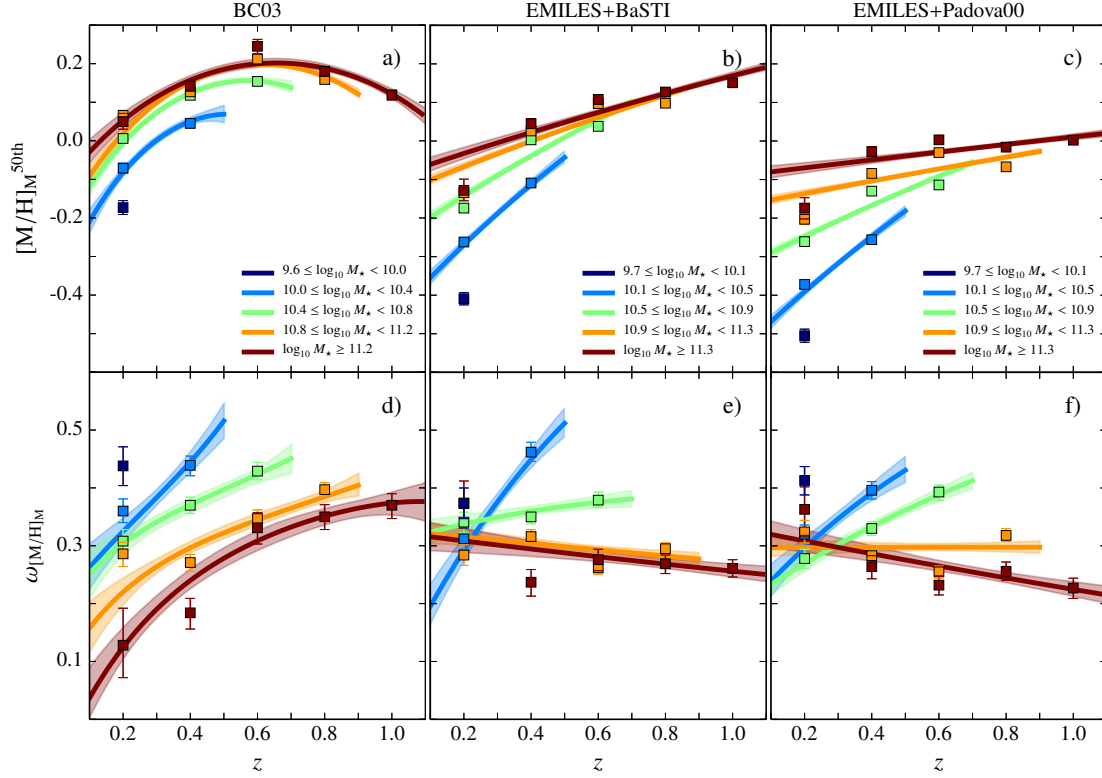 BC03 EMILES+BaSTI EMILES+Padova00
a) b) c)
[M/H]_M^{50th}
0.2
0.0
-0.2
-0.4
9.6 ≤ log₁₀ M⋆ < 10.0
10.0 ≤ log₁₀ M⋆ < 10.4
10.4 ≤ log₁₀ M⋆ < 10.8
10.8 ≤ log₁₀ M⋆ < 11.2
log₁₀ M⋆ ≥ 11.2
9.7 ≤ log₁₀ M⋆ < 10.1
10.1 ≤ log₁₀ M⋆ < 10.5
10.5 ≤ log₁₀ M⋆ < 10.9
10.9 ≤ log₁₀ M⋆ < 11.3
log₁₀ M⋆ ≥ 11.3
9.7 ≤ log₁₀ M⋆ < 10.1
10.1 ≤ log₁₀ M⋆ < 10.5
10.5 ≤ log₁₀ M⋆ < 10.9
10.9 ≤ log₁₀ M⋆ < 11.3
log₁₀ M⋆ ≥ 11.3
d) e) f)
ω_{[M/H]_M}
0.5
0.3
0.1
0.2 0.4 0.6 0.8 1.0 0.2 0.4 0.6 0.8 1.0 0.2 0.4 0.6 0.8 1.0
z z z